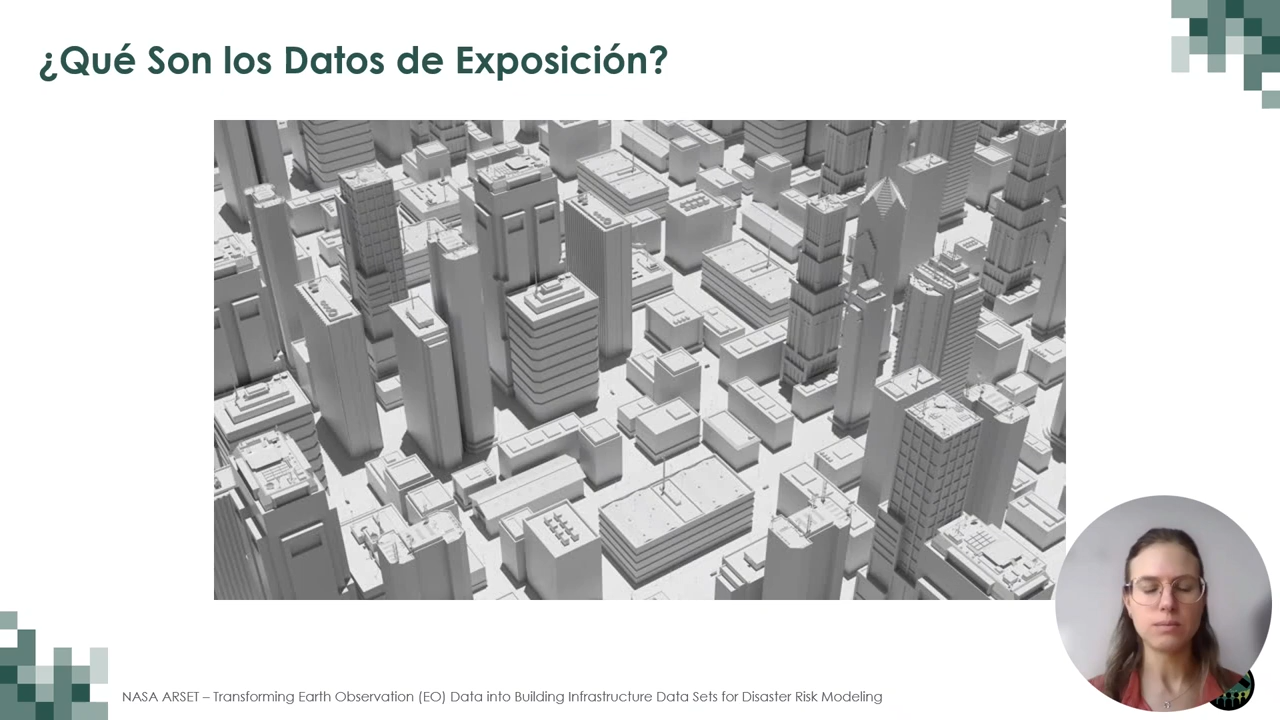 ¿Qué Son los Datos de Exposición?
NASA ARSET – Transforming Earth Observation (EO) Data into Building Infrastructure Data Sets for Disaster Risk Modeling